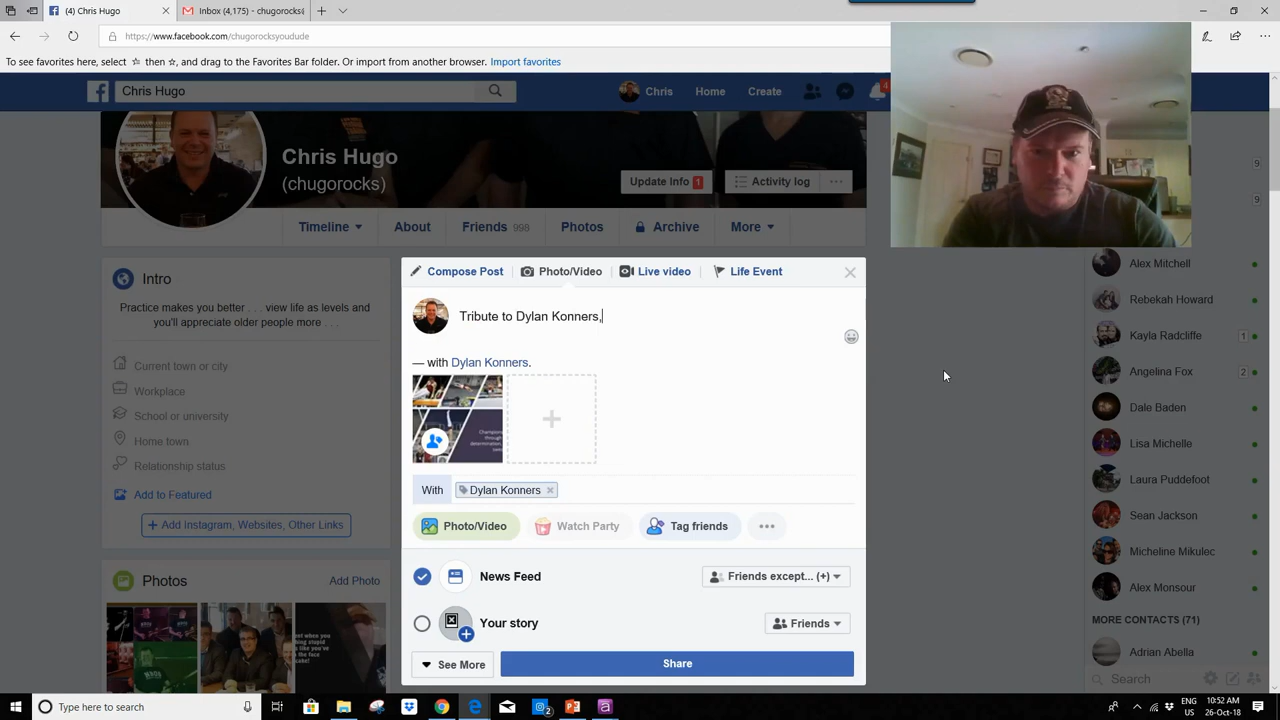 (4) Chris Hugo
Inbox (4,175) - chugorocks(
https://www.facebook.com/chugorocksyoudude
To see favorites here, select ☆ then ☆, and drag to the Favorites Bar folder. Or import from another browser. Import favorites
Chris Hugo
Chris
Home
Create
4
Chris Hugo
(chugorocks)
Update Info 1
Activity log
Timeline
About
Friends 998
Photos
Archive
More
9
9
Intro
Practice makes you better . . . view life as levels and
you'll appreciate older people more . . .
Current town or city
Workplace
School or university
Home town
Relationship status
Add to Featured
+ Add Instagram, Websites, Other Links
Photos
Add Photo
Compose Post
Photo/Video
Live video
Life Event
Tribute to Dylan Konners,
— with Dylan Konners.
through
With
Dylan Konners
Photo/Video
Watch Party
Tag friends
News Feed
Friends except... (+)
Your story
Friends
See More
Share
Alex Mitchell
Rebekah Howard
Kayla Radcliffe 1
Angelina Fox 2
Dale Baden
Lisa Michelle
Laura Puddefoot
Sean Jackson
Micheline Mikulec
Alex Monsour
MORE CONTACTS (71)
Adrian Abella
Search
Type here to search
2
ENG
US
10:52 AM
26-Oct-18